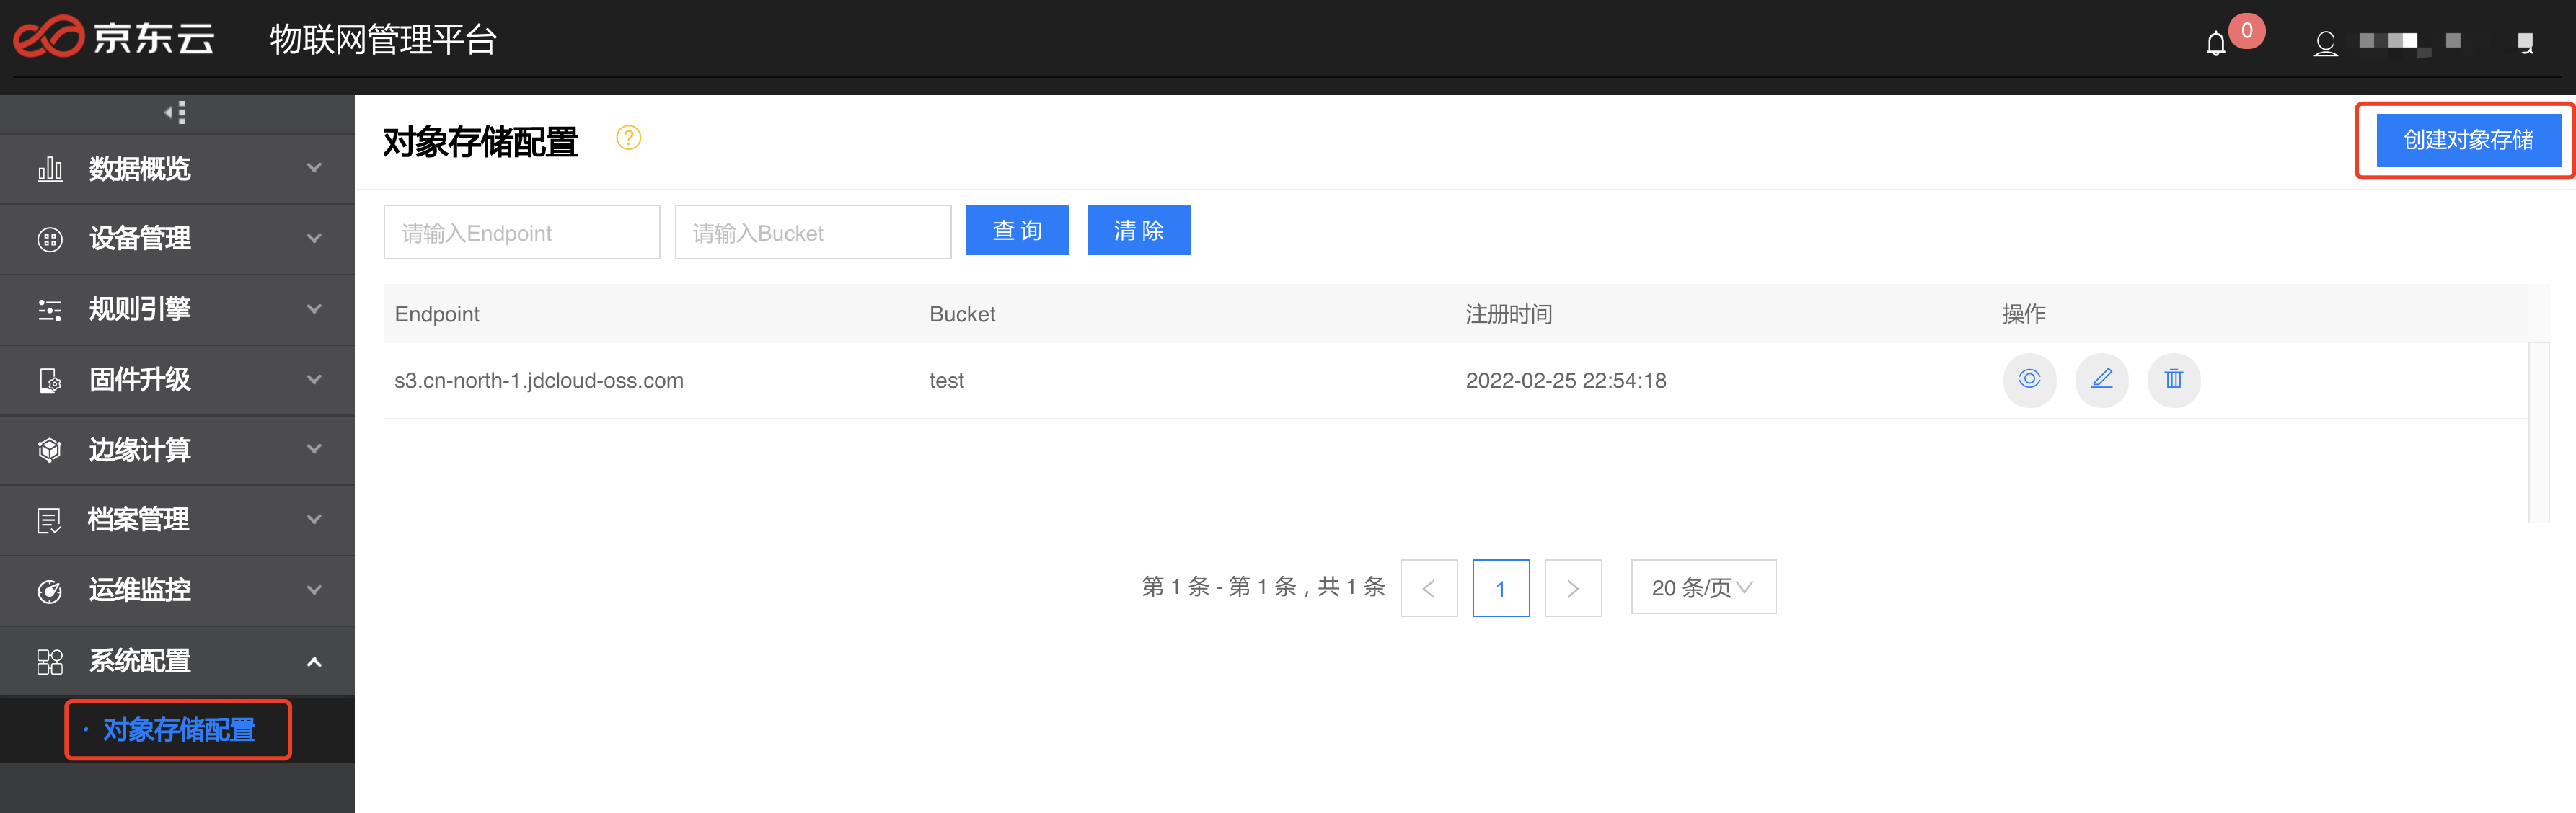 京东云 物联网管理平台 0
对象存储配置 ? 创建对象存储
数据概览
设备管理
规则引擎
固件升级
边缘计算
档案管理
运维监控
系统配置
· 对象存储配置
请输入Endpoint 请输入Bucket 查 询 清 除
Endpoint Bucket 注册时间 操作
s3.cn-north-1.jdcloud-oss.com test 2022-02-25 22:54:18
第 1 条 - 第 1 条，共 1 条 < 1 > 20 条/页